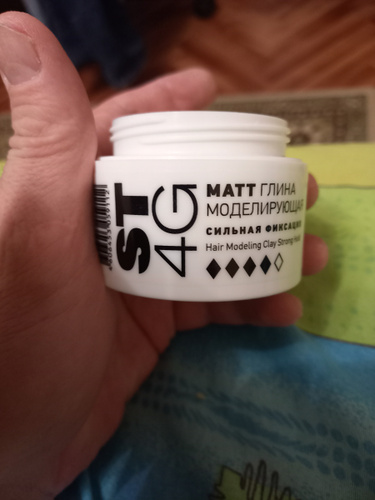 ST
4G
MATT ГЛИНА
МОДЕЛИРУЮЩАЯ
СИЛЬНАЯ ФИКСАЦИЯ
Hair Modeling Clay Strong Hold